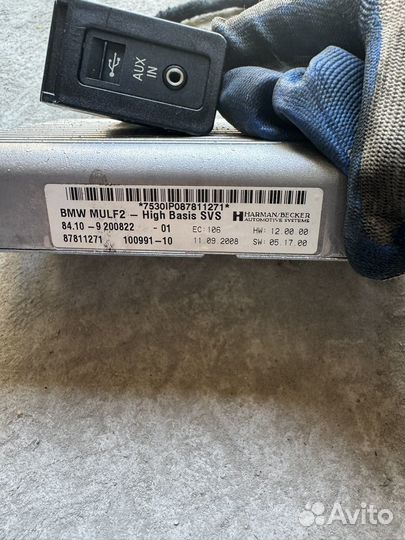 AUX
IN
*7530IP087811271*
BMW MULF2 - High Basis SVS HARMAN/BECKER
AUTOMOTIVE SYSTEMS
84.10-9 200822 -01 EC:106 HW: 12.00.00
87811271 100991-10 11.09.2008 SW: 05.17.00
Avito